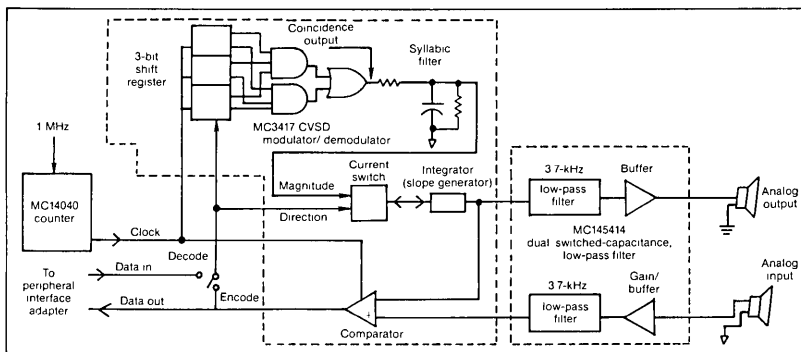 3-bit
shift
register
Coincidence
output
Syllabic
filter
MC3417 CVSD
modulator/ demodulator
1 MHz
MC14040
counter
Clock
Magnitude
Direction
Current
switch
Integrator
(slope generator)
3 7-kHz
low-pass
filter
Buffer
Analog
output
MC145414
dual switched-capacitance,
low-pass filter
Decode
Data in
To
peripheral
interface
adapter
Data out
Encode
+
Comparator
3 7-kHz
low-pass
filter
Gain/
buffer
Analog
input